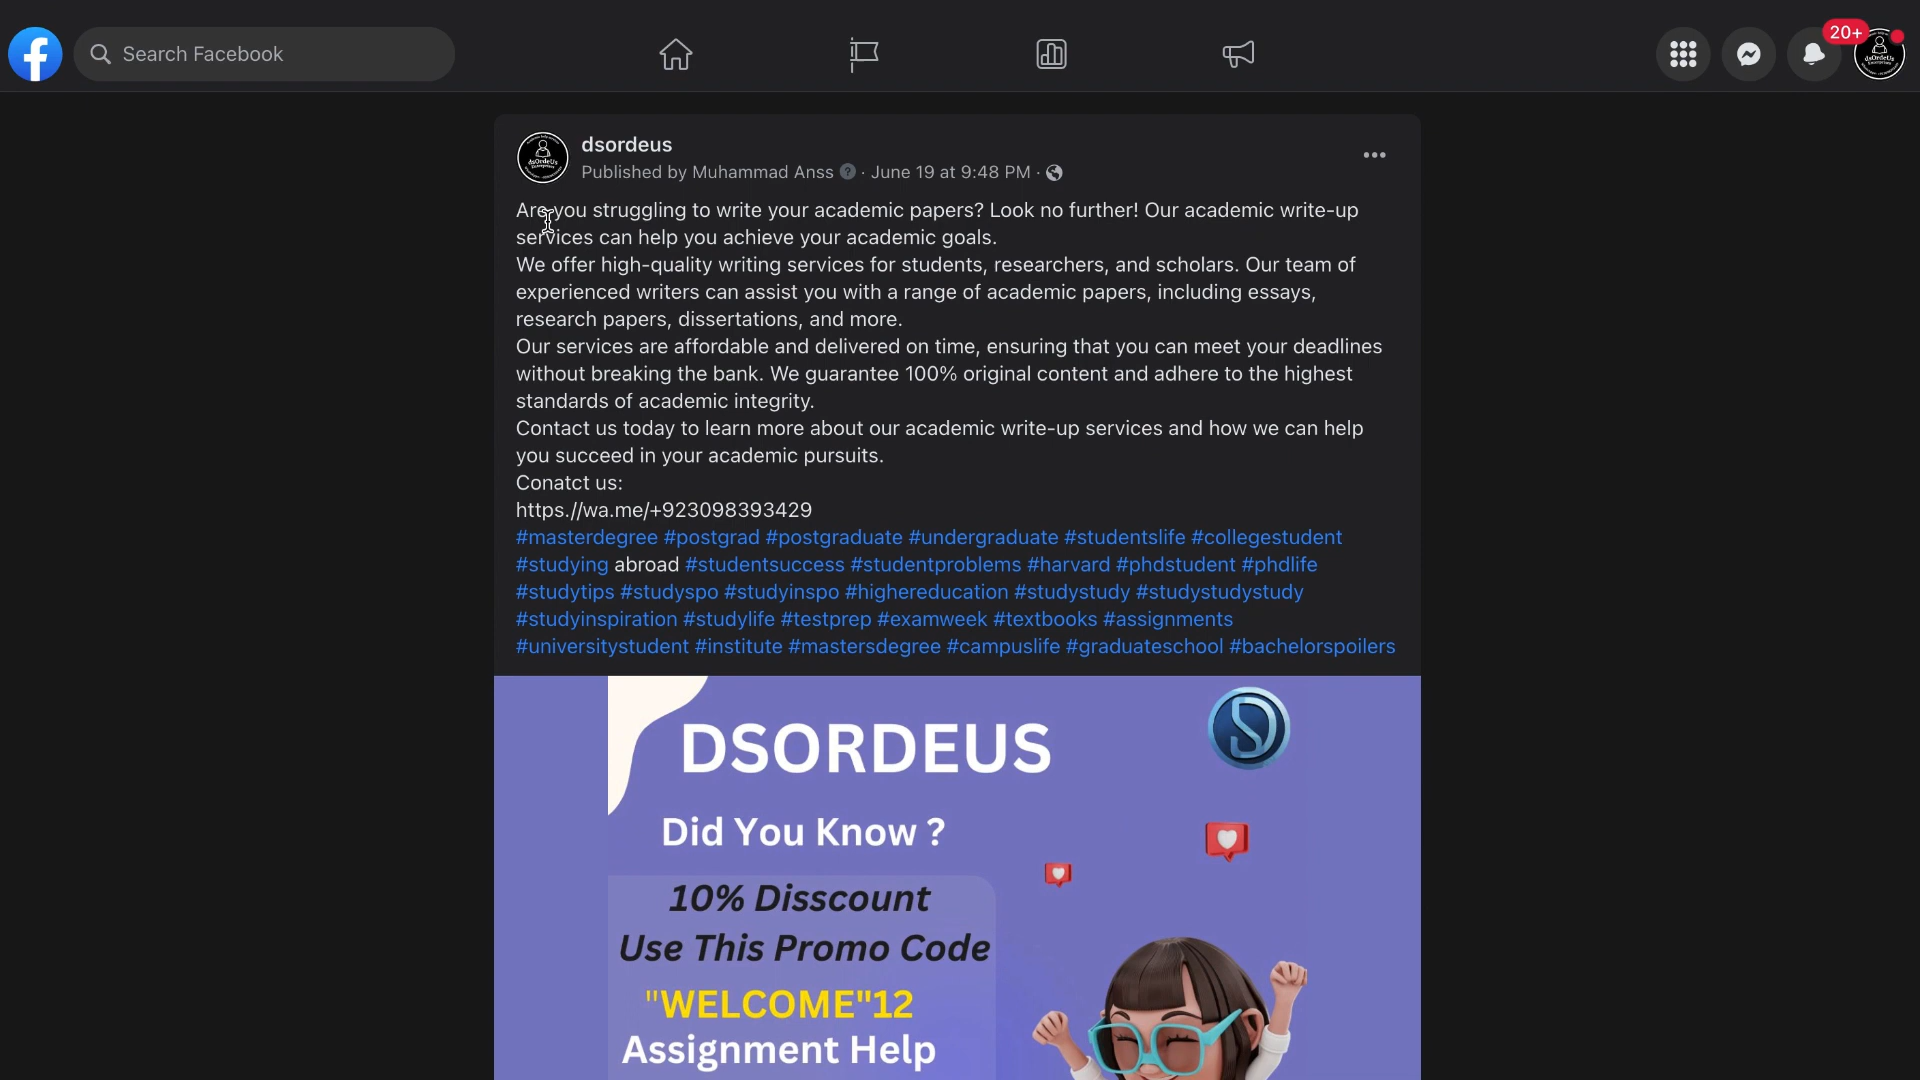 Search Facebook
20+
dsordeus
Published by Muhammad Anss · June 19 at 9:48 PM ·
Are you struggling to write your academic papers? Look no further! Our academic write-up
services can help you achieve your academic goals.
We offer high-quality writing services for students, researchers, and scholars. Our team of
experienced writers can assist you with a range of academic papers, including essays,
research papers, dissertations, and more.
Our services are affordable and delivered on time, ensuring that you can meet your deadlines
without breaking the bank. We guarantee 100% original content and adhere to the highest
standards of academic integrity.
Contact us today to learn more about our academic write-up services and how we can help
you succeed in your academic pursuits.
Conatct us:
https.//wa.me/+923098393429
#masterdegree #postgrad #postgraduate #undergraduate #studentslife #collegestudent
#studying abroad #studentsuccess #studentproblems #harvard #phdstudent #phdlife
#studytips #studyspo #studyinspo #highereducation #studystudy #studystudystudy
#studyinspiration #studylife #testprep #examweek #textbooks #assignments
#universitystudent #institute #mastersdegree #campuslife #graduateschool #bachelorspoilers
DSORDEUS
Did You Know ?
10% Disscount
Use This Promo Code
"WELCOME"12
Assignment Help